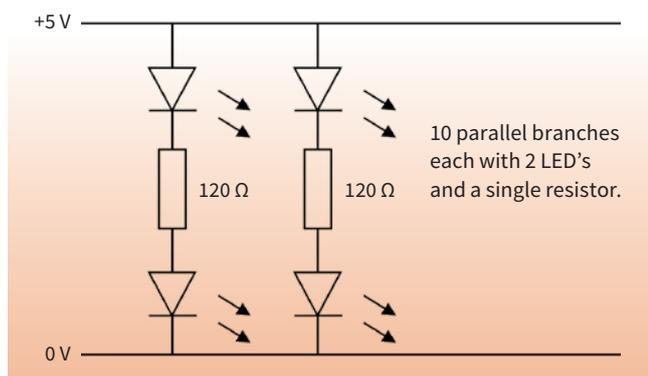 +5 V
10 parallel branches
each with 2 LED’s
and a single resistor.
120 Ω
120 Ω
0 V